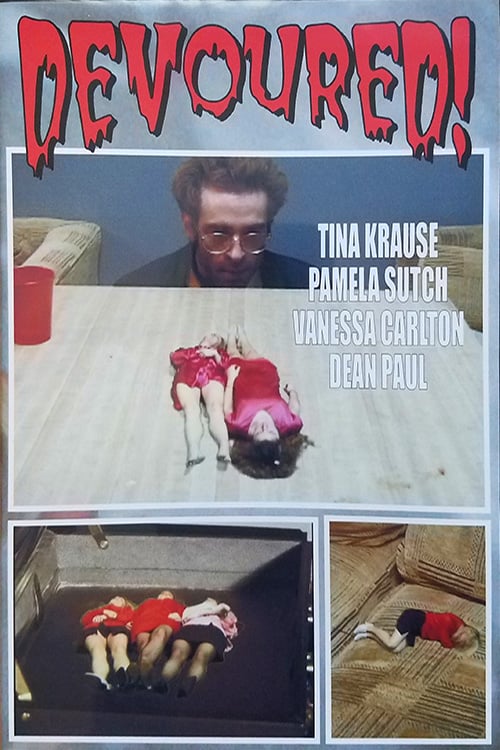 DEVOURED!
TINA KRAUSE
PAMELA SUTCH
VANESSA CARLTON
DEAN PAUL